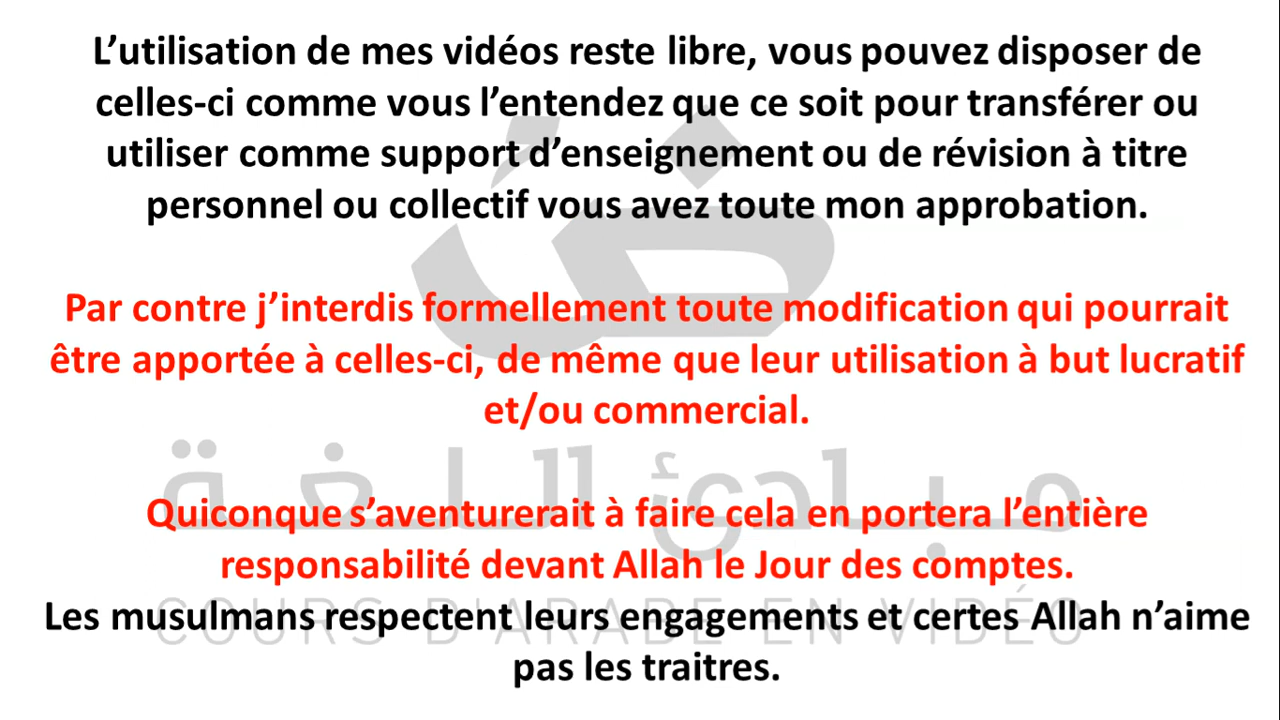 L’utilisation de mes vidéos reste libre, vous pouvez disposer de
celles-ci comme vous l’entendez que ce soit pour transférer ou
utiliser comme support d’enseignement ou de révision à titre
personnel ou collectif vous avez toute mon approbation.
Par contre j’interdis formellement toute modification qui pourrait
être apportée à celles-ci, de même que leur utilisation à but lucratif
et/ou commercial.
مبادئ اللغة
Quiconque s’aventurerait à faire cela en portera l’entière
responsabilité devant Allah le Jour des comptes.
COURS D'ARABE EN VIDÉO
Les musulmans respectent leurs engagements et certes Allah n’aime
pas les traitres.